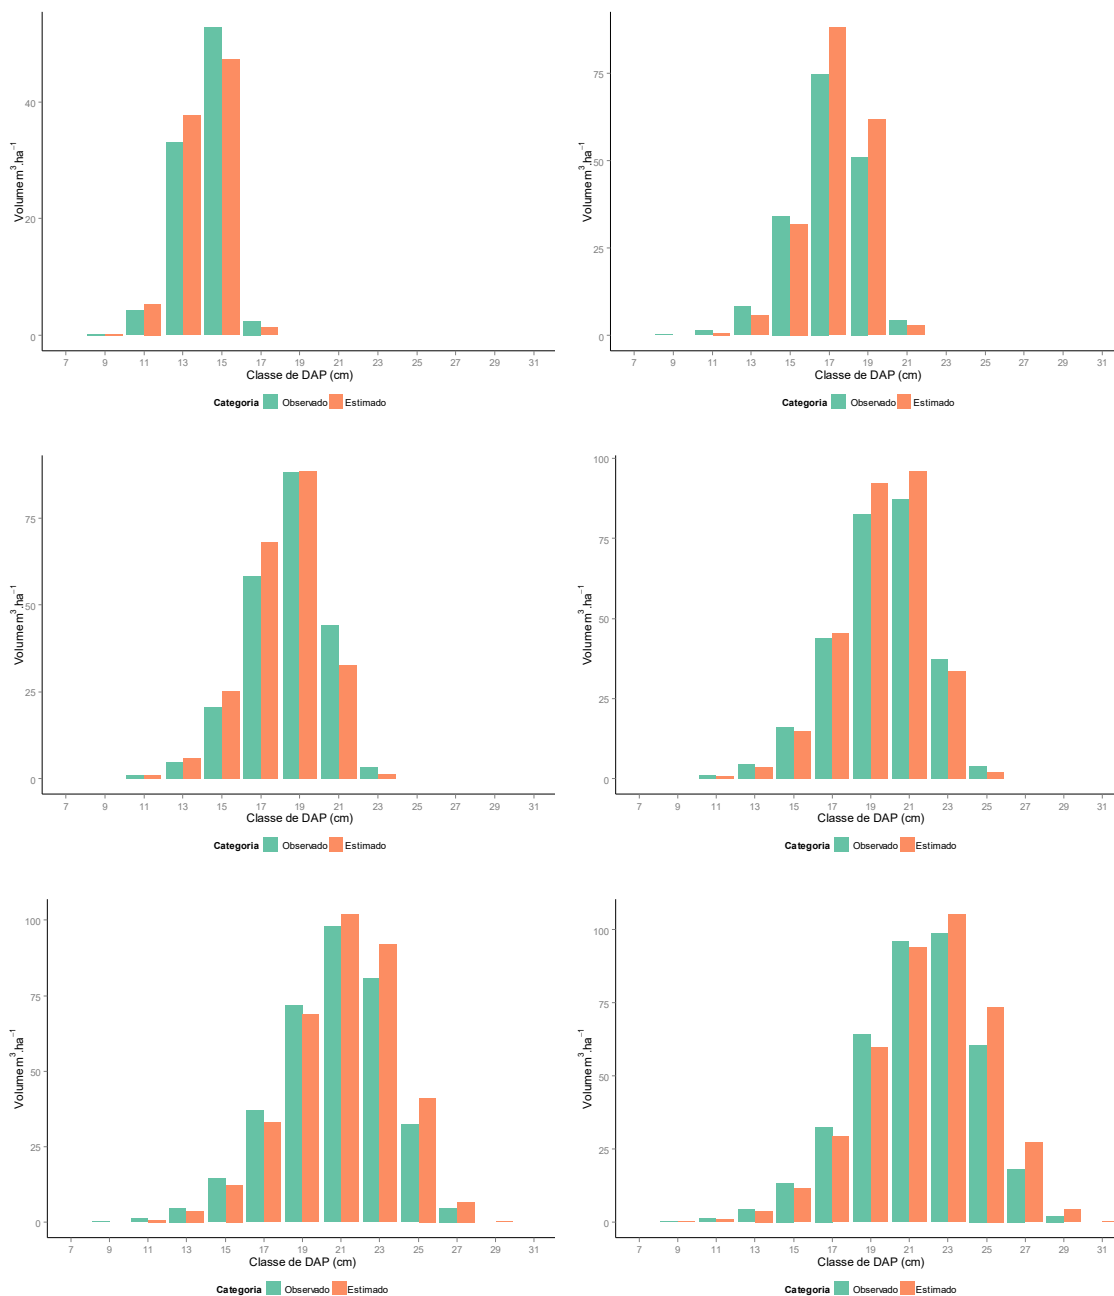 Volume m³.ha⁻¹
40
20
0
7 9 11 13 15 17 19 21 23 25 27 29 31
Classe de DAP (cm)
Categoria Observado Estimado
Volume m³.ha⁻¹
75
50
25
0
7 9 11 13 15 17 19 21 23 25 27 29 31
Classe de DAP (cm)
Categoria Observado Estimado
Volume m³.ha⁻¹
75
50
25
0
7 9 11 13 15 17 19 21 23 25 27 29 31
Classe de DAP (cm)
Categoria Observado Estimado
Volume m³.ha⁻¹
100
75
50
25
0
7 9 11 13 15 17 19 21 23 25 27 29 31
Classe de DAP (cm)
Categoria Observado Estimado
Volume m³.ha⁻¹
100
75
50
25
0
7 9 11 13 15 17 19 21 23 25 27 29 31
Classe de DAP (cm)
Categoria Observado Estimado
Volume m³.ha⁻¹
100
75
50
25
0
7 9 11 13 15 17 19 21 23 25 27 29 31
Classe de DAP (cm)
Categoria Observado Estimado